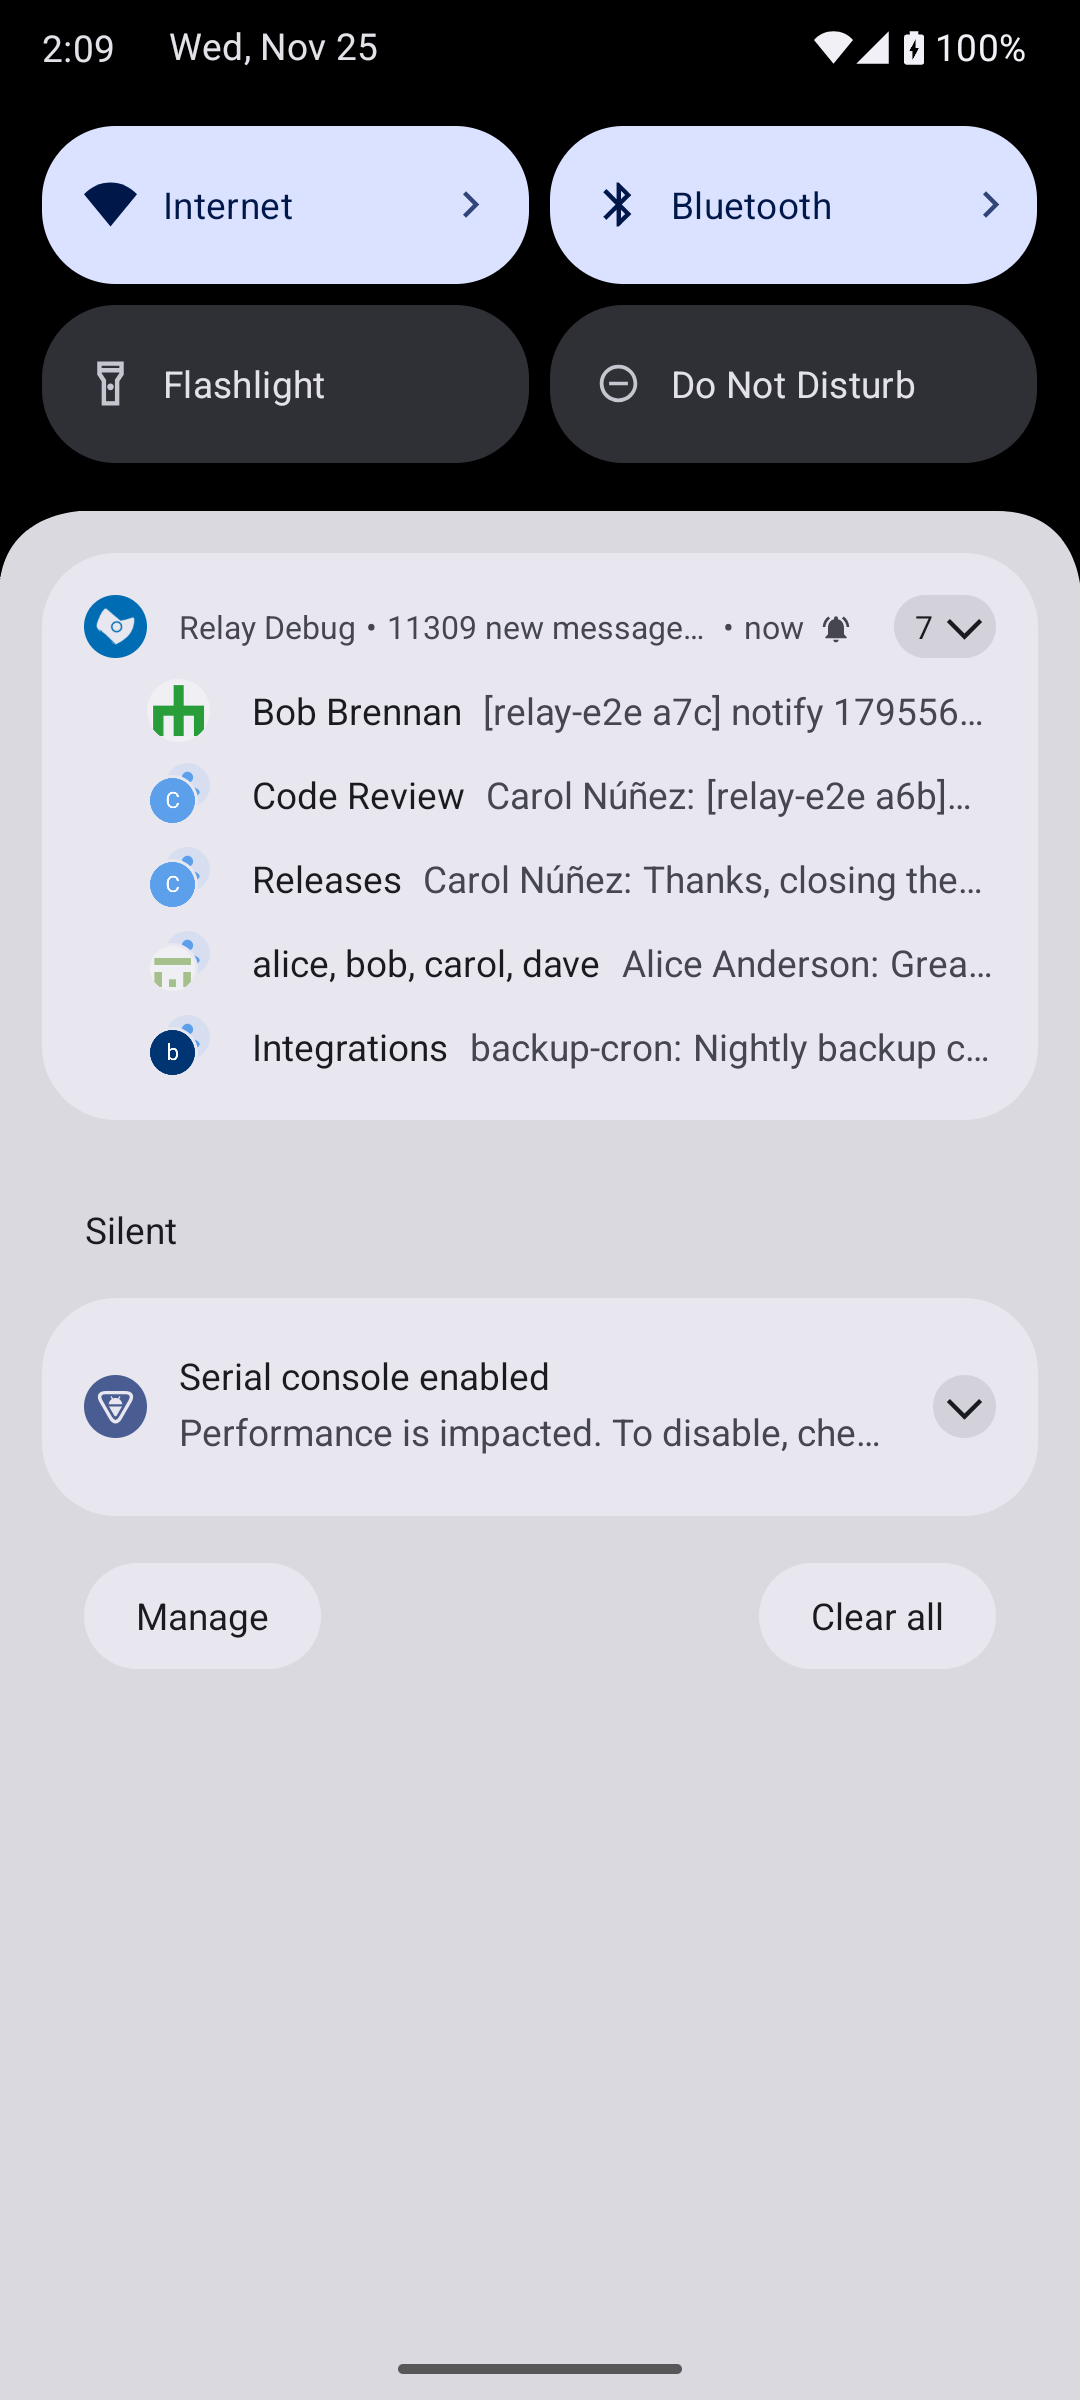 2:09 Wed, Nov 25 100%
Internet Bluetooth
Flashlight Do Not Disturb
Relay Debug • 11309 new message… • now 7
Bob Brennan [relay-e2e a7c] notify 179556…
C Code Review Carol Núñez: [relay-e2e a6b]…
C Releases Carol Núñez: Thanks, closing the…
alice, bob, carol, dave Alice Anderson: Grea…
b Integrations backup-cron: Nightly backup c…
Silent
Serial console enabled
Performance is impacted. To disable, che…
Manage Clear all